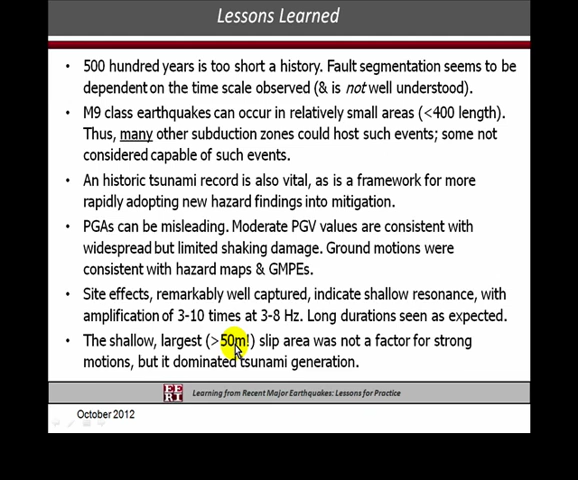 Lessons Learned
• 500 hundred years is too short a history. Fault segmentation seems to be
dependent on the time scale observed (& is not well understood).
• M9 class earthquakes can occur in relatively small areas (<400 length).
Thus, many other subduction zones could host such events; some not
considered capable of such events.
• An historic tsunami record is also vital, as is a framework for more
rapidly adopting new hazard findings into mitigation.
• PGAs can be misleading. Moderate PGV values are consistent with
widespread but limited shaking damage. Ground motions were
consistent with hazard maps & GMPEs.
• Site effects, remarkably well captured, indicate shallow resonance, with
amplification of 3-10 times at 3-8 Hz. Long durations seen as expected.
• The shallow, largest (>50m!) slip area was not a factor for strong
motions, but it dominated tsunami generation.
EE
RI
Learning from Recent Major Earthquakes: Lessons for Practice
October 2012